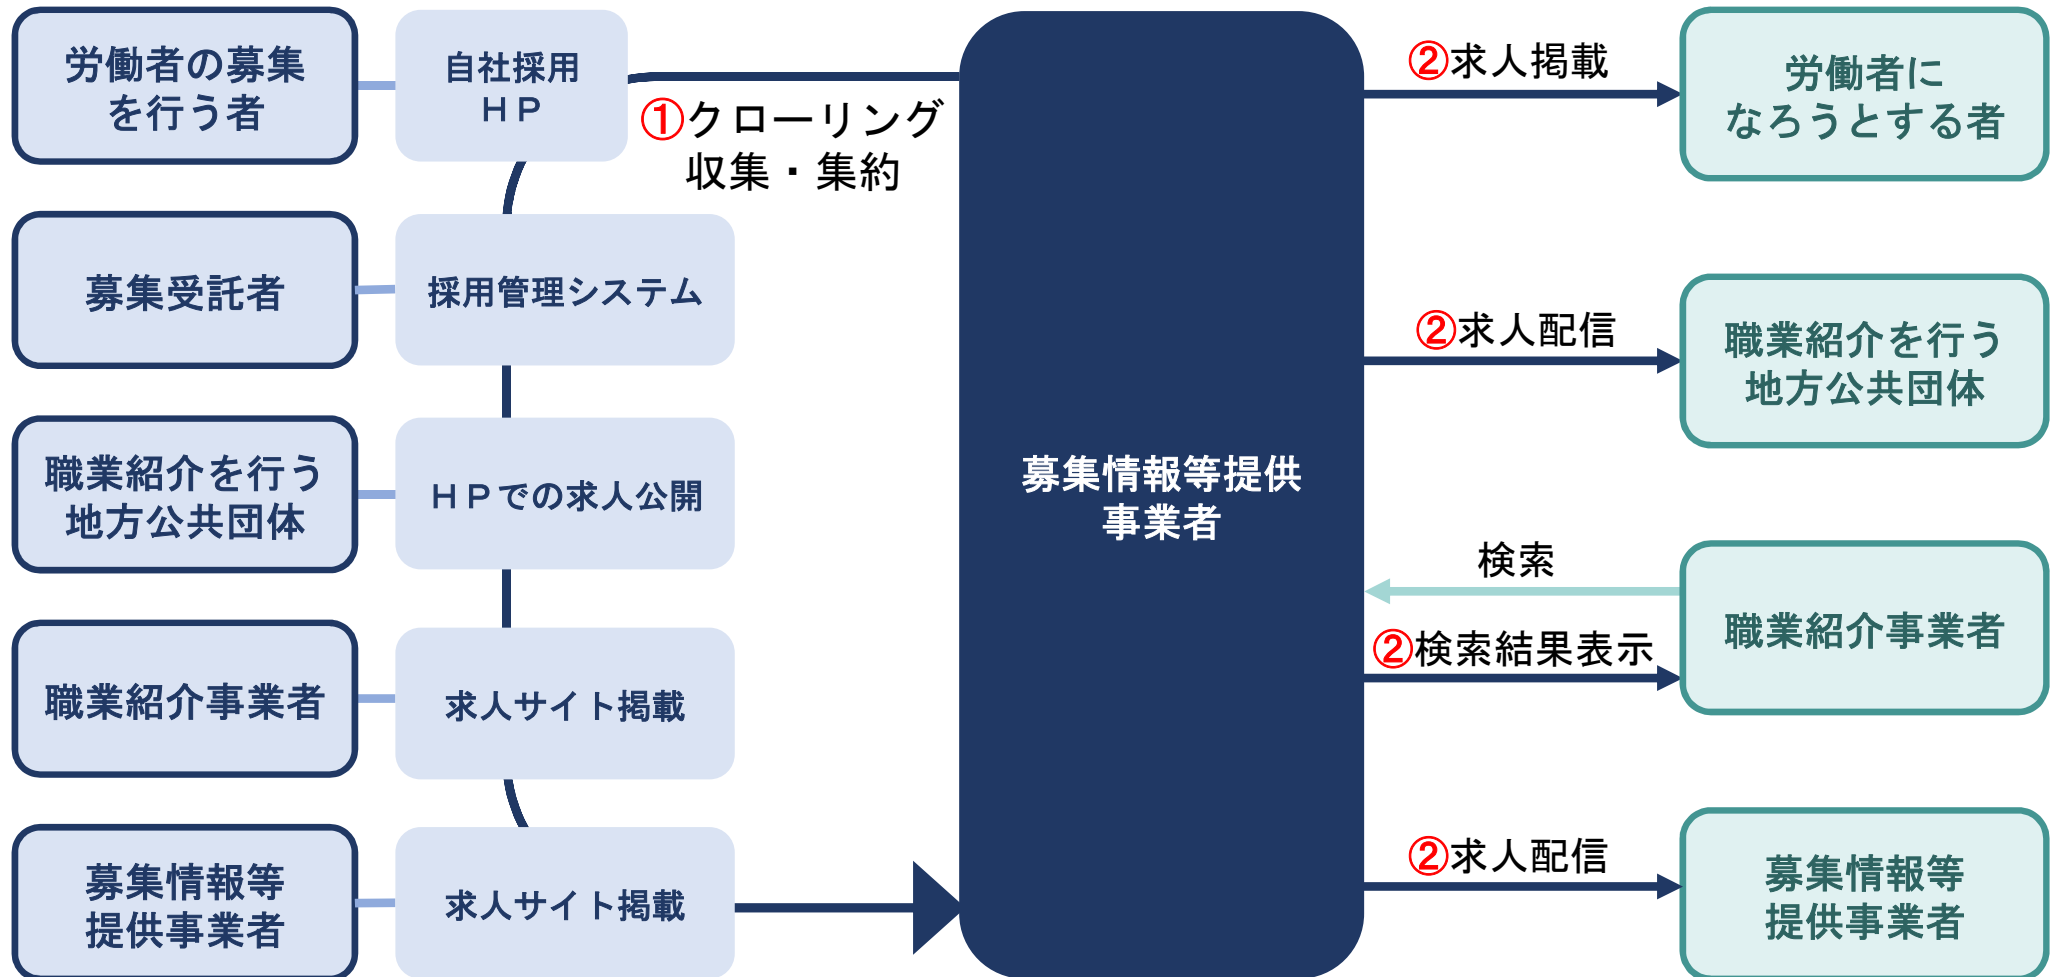 労働者の募集
を行う者
自社採用
ＨＰ
①クローリング
収集・集約
募集受託者
採用管理システム
職業紹介を行う
地方公共団体
ＨＰでの求人公開
職業紹介事業者
求人サイト掲載
募集情報等
提供事業者
求人サイト掲載
募集情報等提供
事業者
②求人掲載
労働者に
なろうとする者
②求人配信
職業紹介を行う
地方公共団体
検索
②検索結果表示
職業紹介事業者
②求人配信
募集情報等
提供事業者